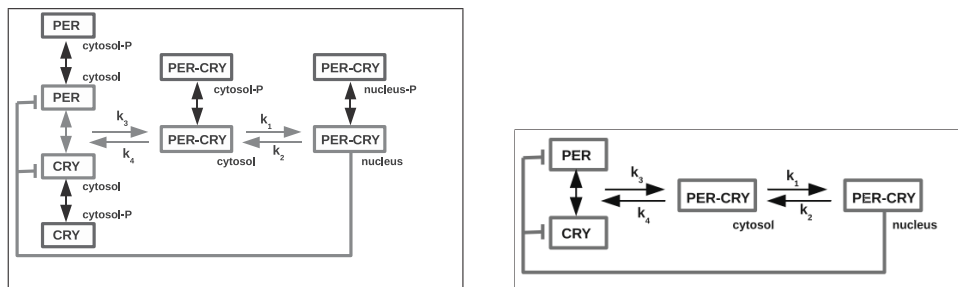 PER
cytosol-P
cytosol
PER
PER-CRY
cytosol-P
PER-CRY
nucleus-P
k3
k4
PER-CRY
cytosol
k1
k2
PER-CRY
nucleus
CRY
cytosol
cytosol-P
CRY
PER
CRY
k3
k4
PER-CRY
cytosol
k1
k2
PER-CRY
nucleus